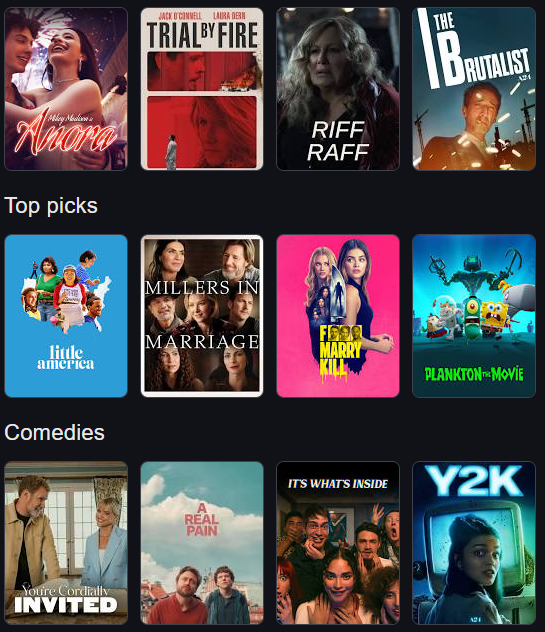 Mikey Madison's
Anora
JACK O'CONNELL LAURA DERN
TRIAL BY FIRE
RIFF
RAFF
THE
BRUTALIST
A24
Top picks
little
america
MILLERS IN
MARRIAGE
F
MARRY
KILL
PLANKTON THE MOVIE
Comedies
You're Cordially
INVITED
A
REAL
PAIN
IT'S WHAT'S INSIDE
Y2K
A24